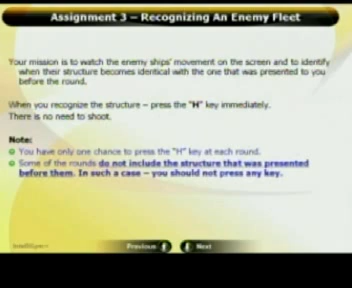 Assignment 3 – Recognizing An Enemy Fleet
Your mission is to watch the enemy ships' movement on the screen and to identify
when their structure becomes identical with the one that was presented to you
before the round.
When you recognize the structure – press the "H" key immediately.
There is no need to shoot.
Note:
You have only one chance to press the "H" key at each round.
Some of the rounds do not include the structure that was presented
before them. In such a case – you should not press any key.
Previous
Next